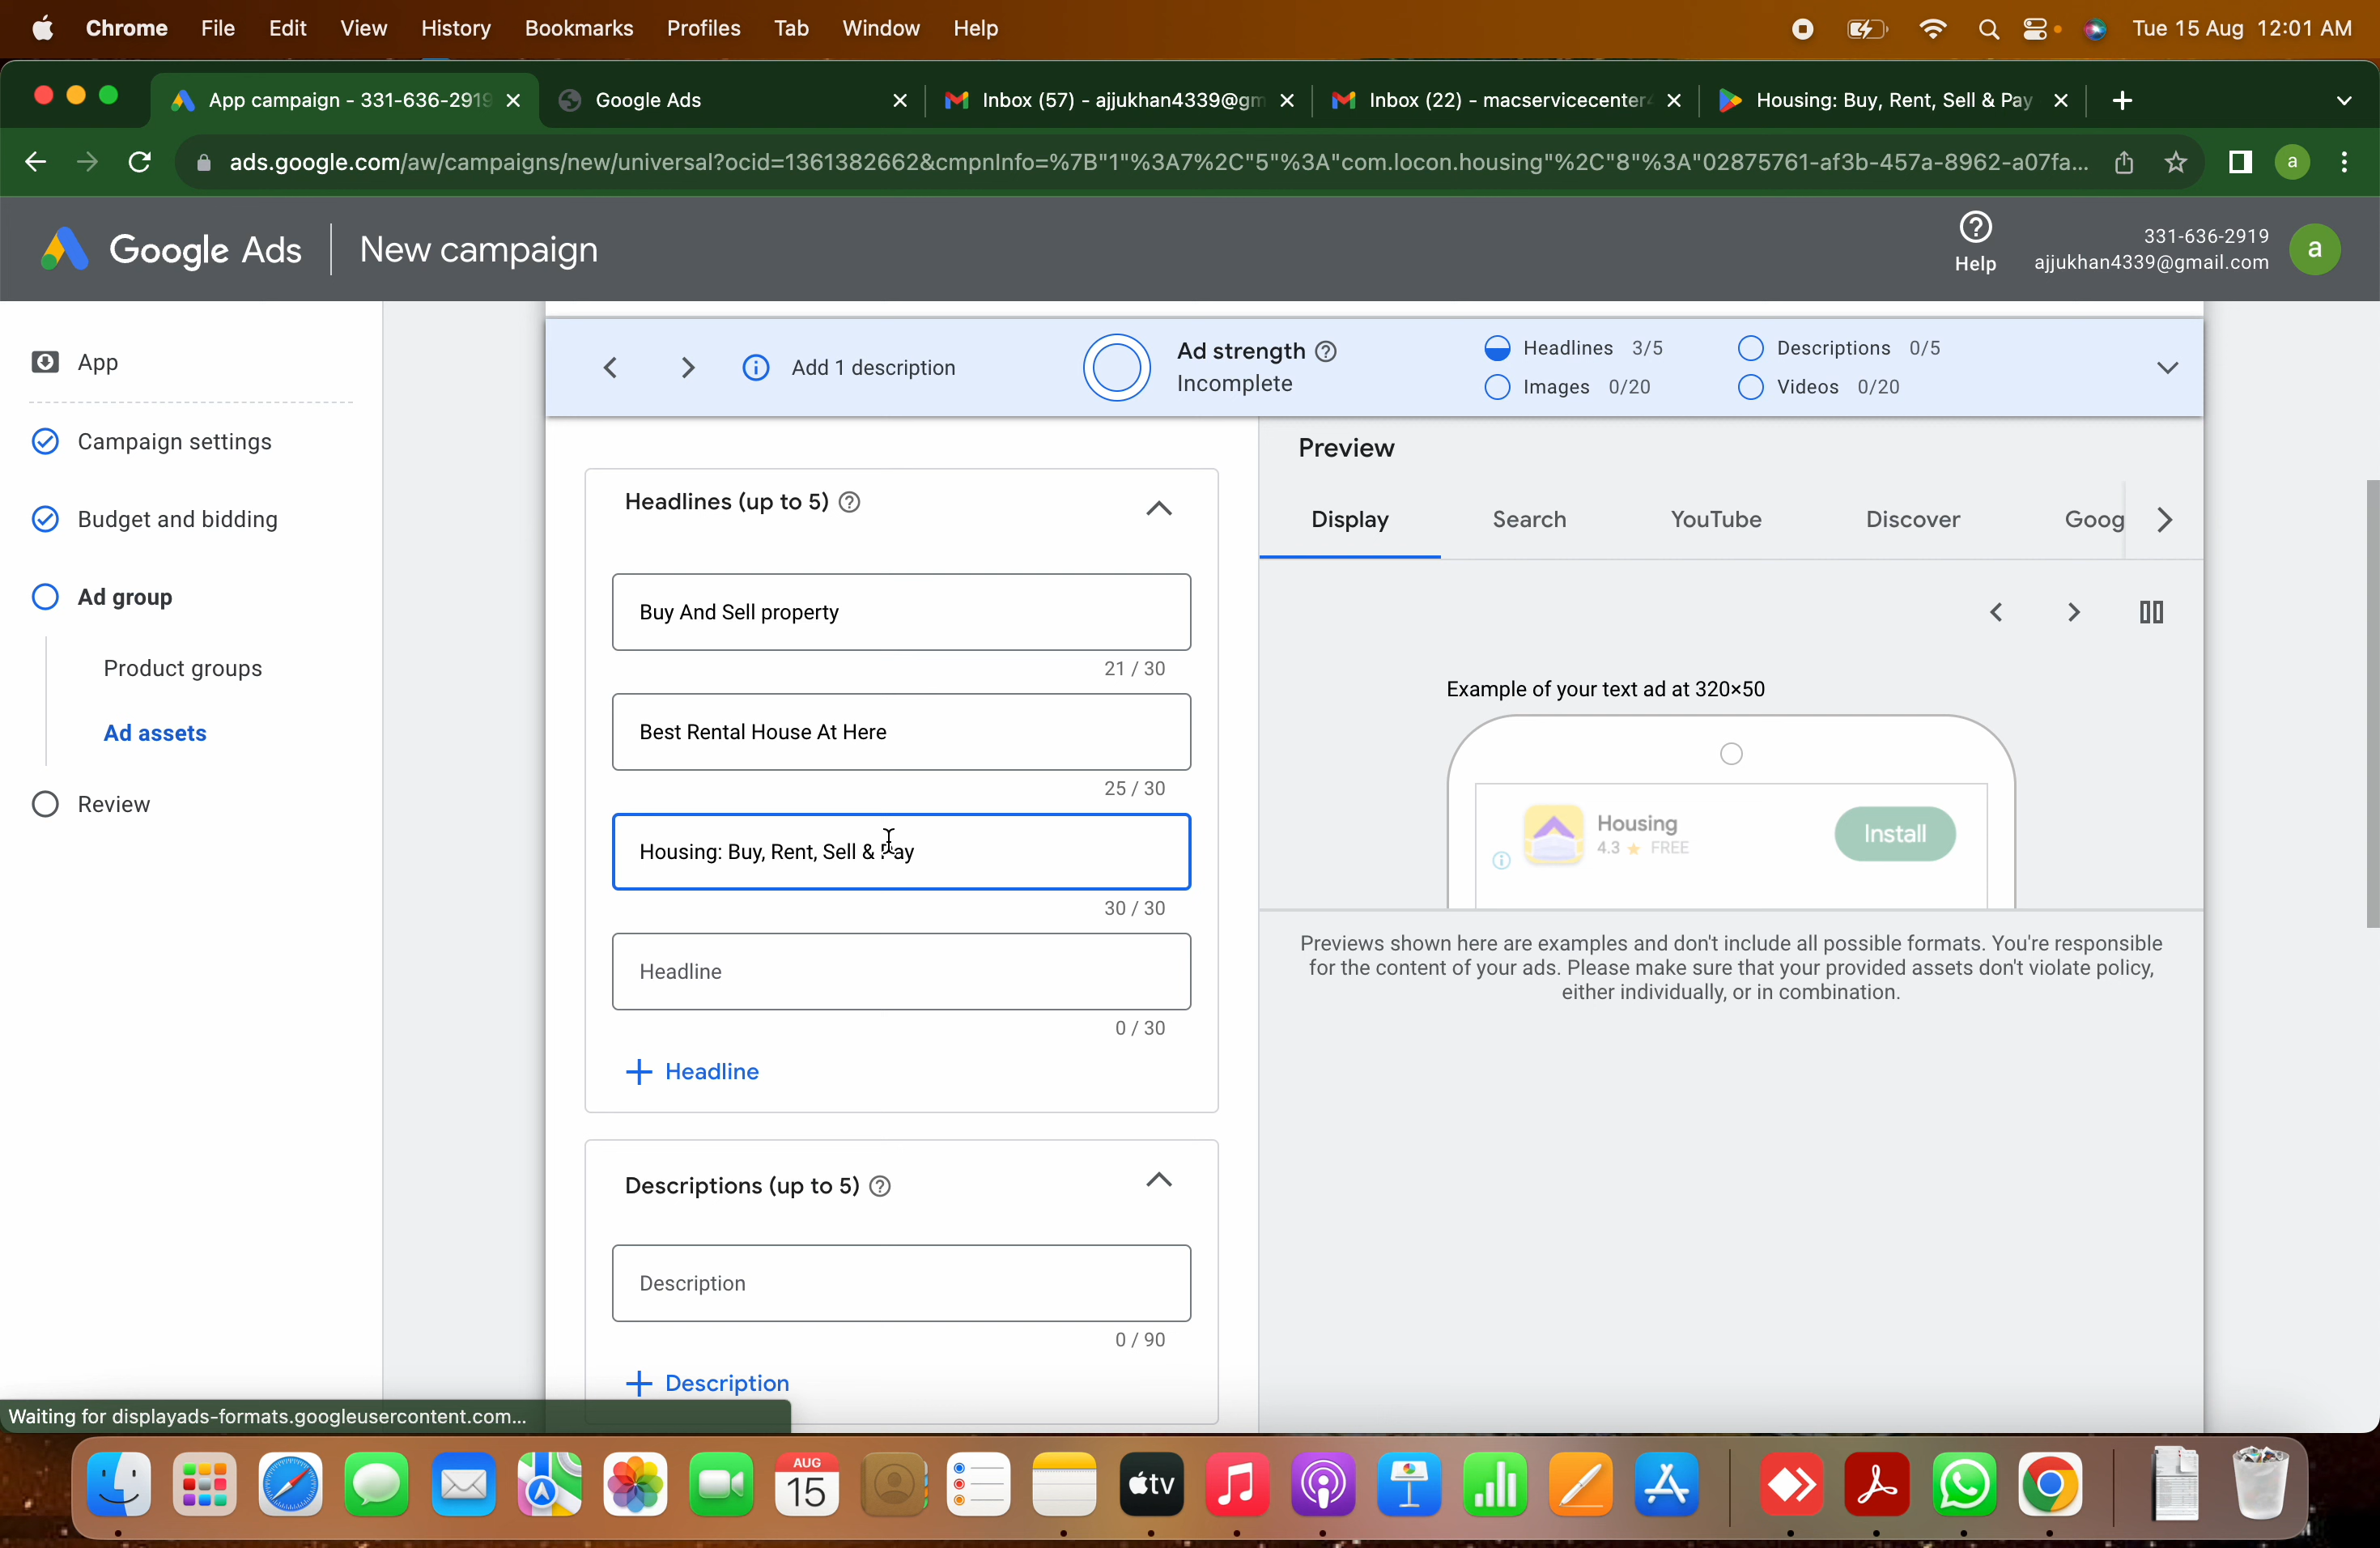 Chrome File Edit View History Bookmarks Profiles Tab Window Help Tue 15 Aug 12:01 AM
App campaign - 331-636-2919 Google Ads Inbox (57) - ajjukhan4339@gm Inbox (22) - macservicecenter Housing: Buy, Rent, Sell & Pay
ads.google.com/aw/campaigns/new/universal?ocid=1361382662&cmpnInfo=%7B"1"%3A7%2C"5"%3A"com.locon.housing"%2C"8"%3A"02875761-af3b-457a-8962-a07fa... a
Google Ads New campaign
Help
331-636-2919
ajjukhan4339@gmail.com
a
App
Campaign settings
Budget and bidding
Ad group
Product groups
Ad assets
Review
Add 1 description
Ad strength
Incomplete
Headlines 3/5
Descriptions 0/5
Images 0/20
Videos 0/20
Headlines (up to 5)
Buy And Sell property
21 / 30
Best Rental House At Here
25 / 30
Housing: Buy, Rent, Sell & Pay
30 / 30
Headline
0 / 30
+ Headline
Descriptions (up to 5)
Description
0 / 90
+ Description
Preview
Display Search YouTube Discover Goog
Example of your text ad at 320×50
Housing
4.3 ★ FREE
Install
Previews shown here are examples and don't include all possible formats. You're responsible
for the content of your ads. Please make sure that your provided assets don't violate policy,
either individually, or in combination.
Waiting for displayads-formats.googleusercontent.com...
AUG
15
tv